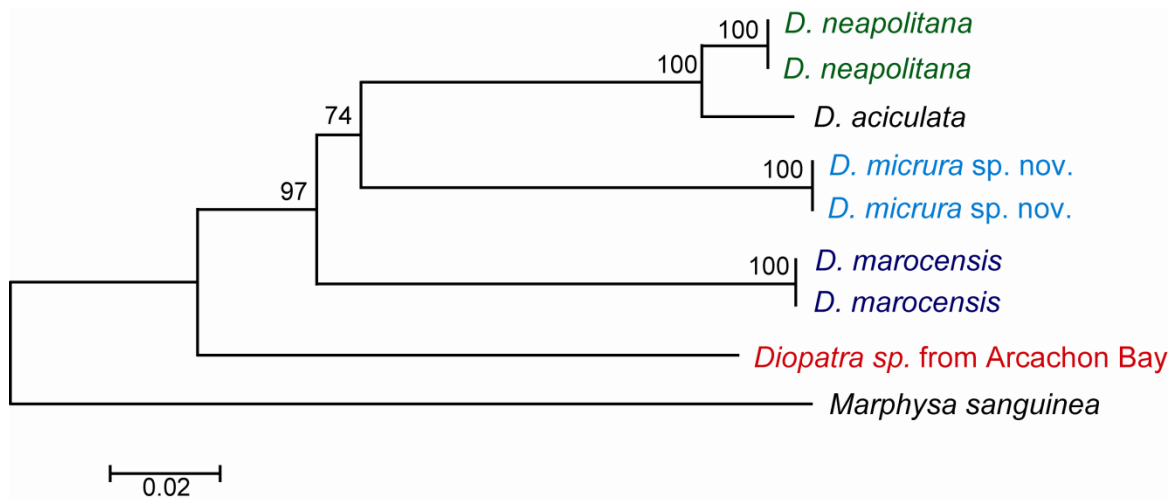 100
D. neapolitana
100
D. neapolitana
D. aciculata
74
100
D. micrura sp. nov.
D. micrura sp. nov.
97
100
D. marocensis
D. marocensis
Diopatra sp. from Arcachon Bay
Marphysa sanguinea
0.02